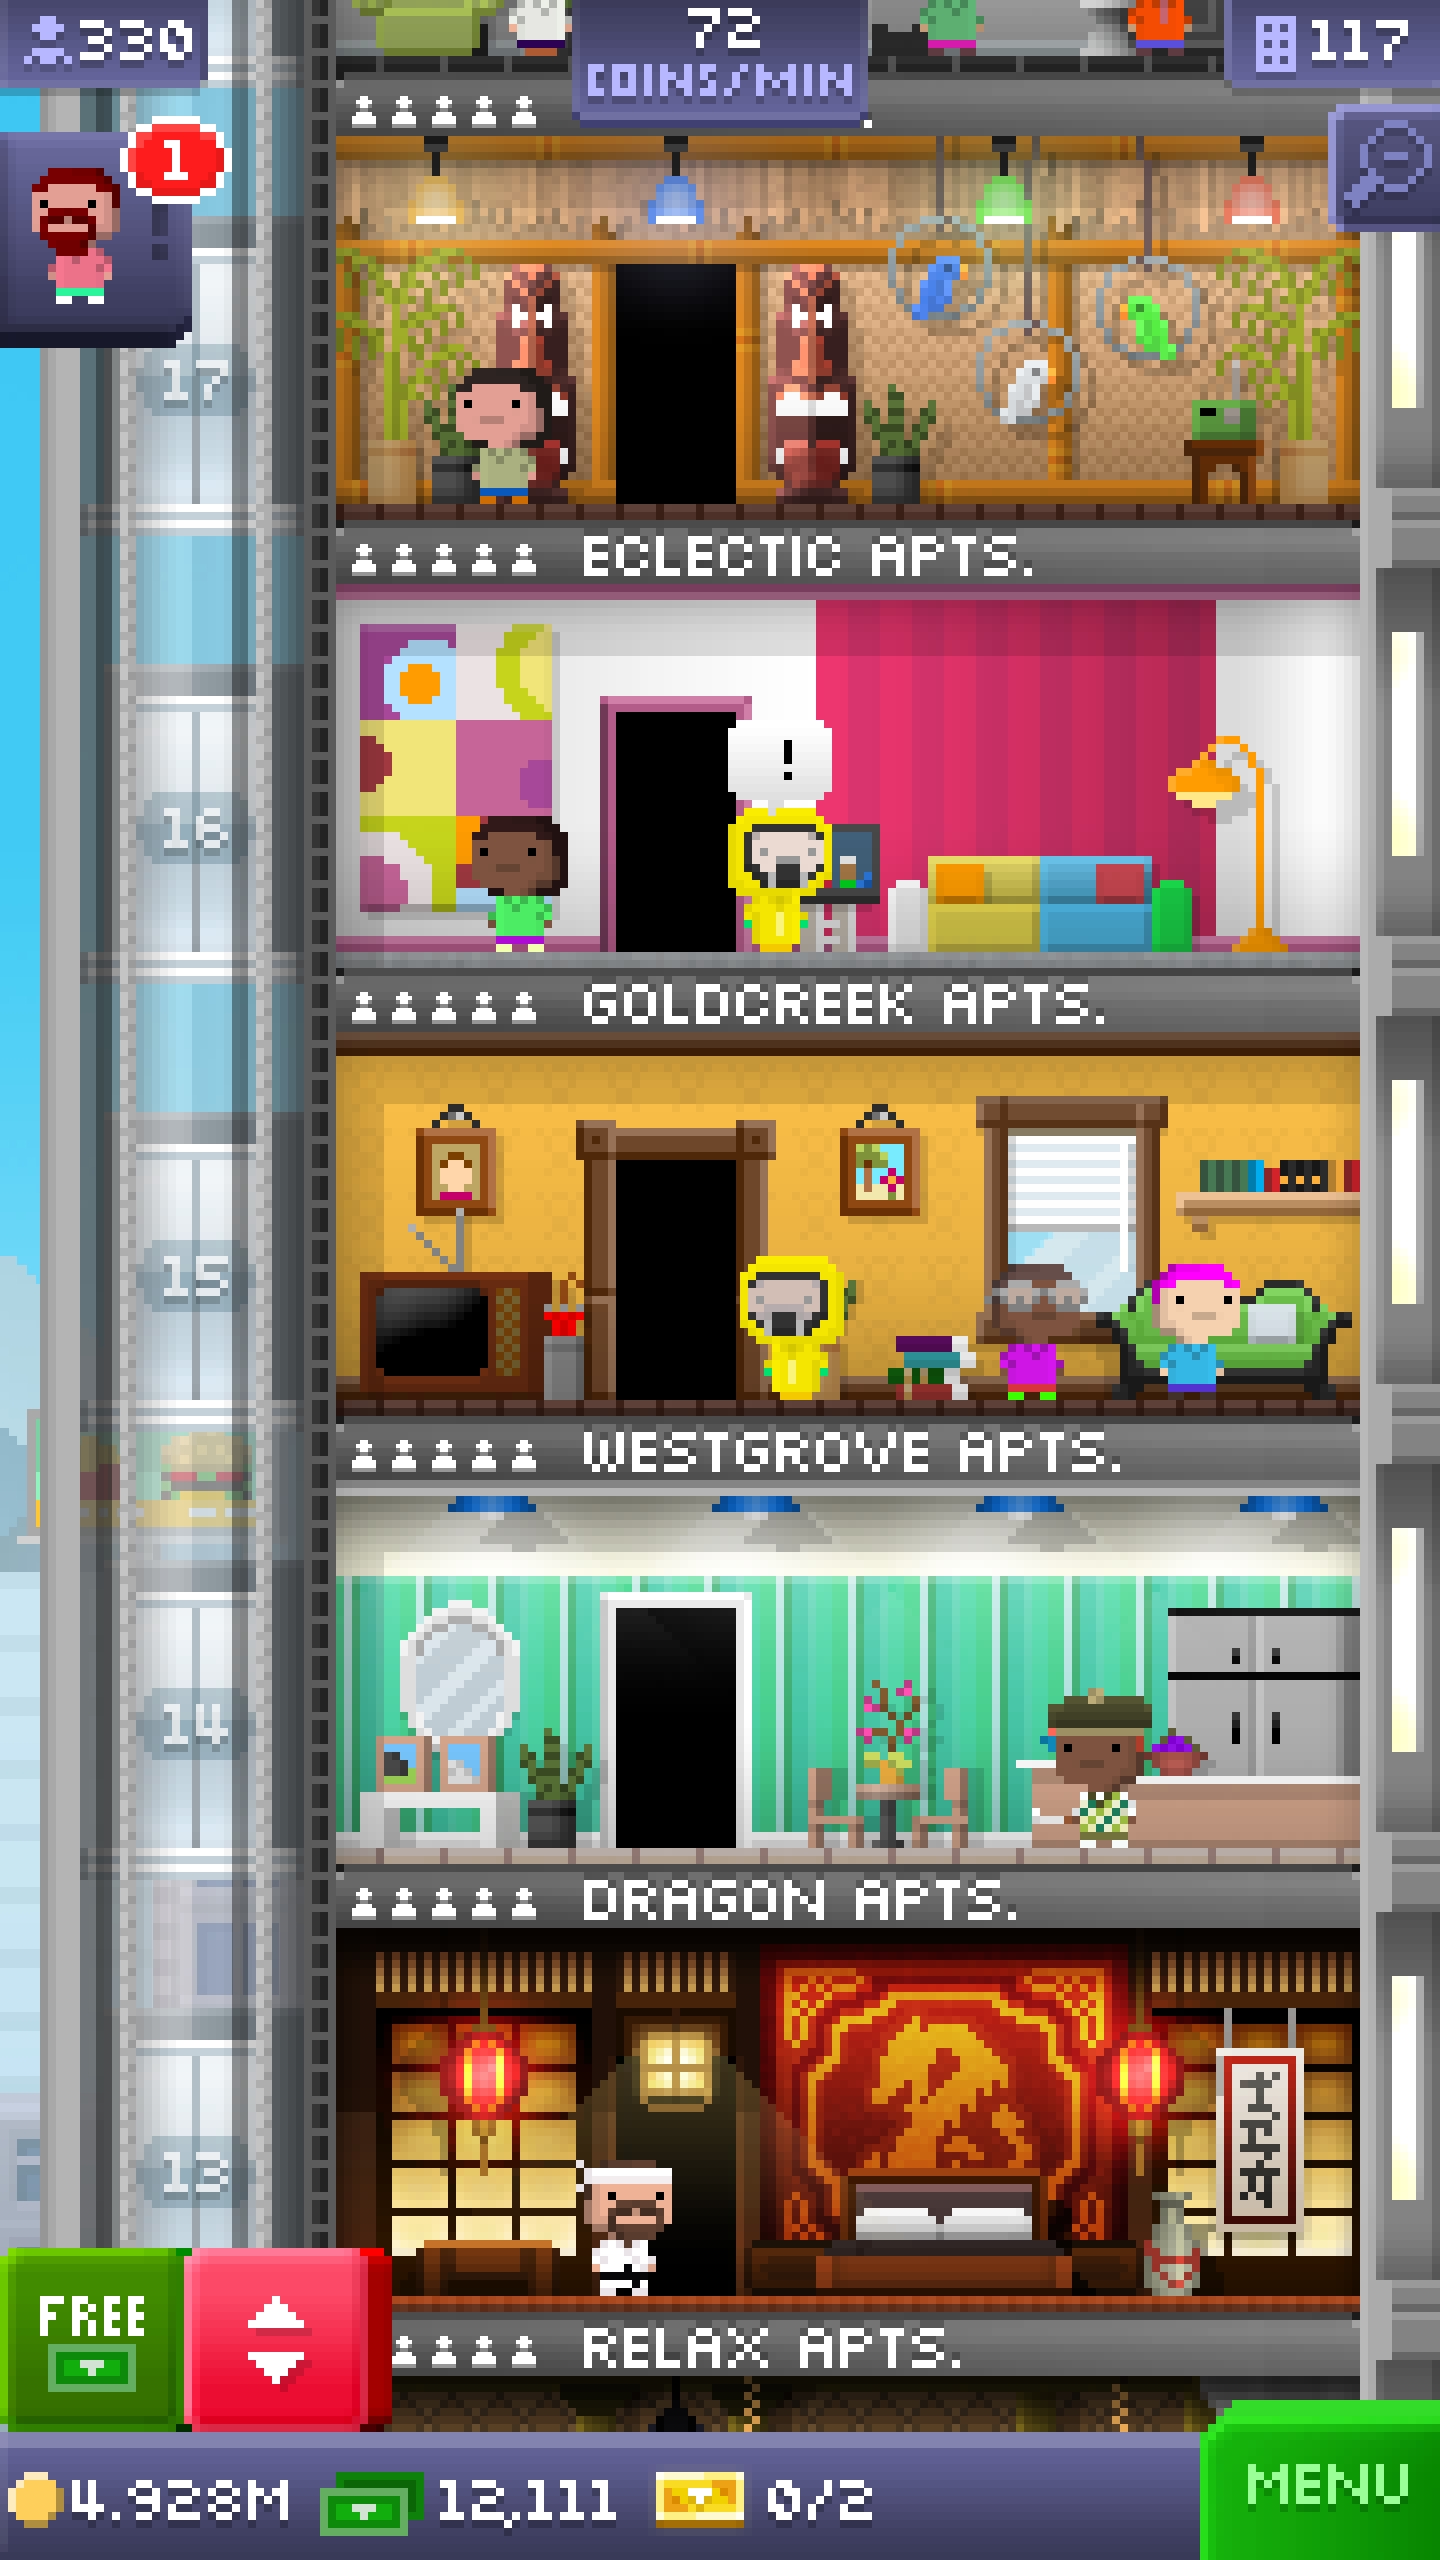 330
72
COINS/MIN
117
1
17
ECLECTIC APTS.
!
16
GOLDCREEK APTS.
15
WESTGROVE APTS.
14
DRAGON APTS.
13
FREE
RELAX APTS.
4.928M
12,111
0/2
MENU